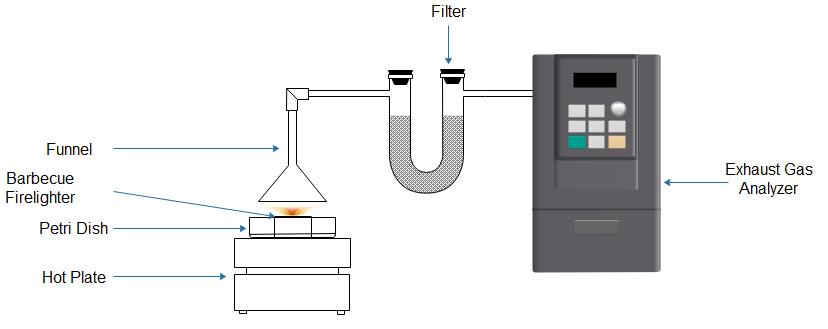 Filter
Funnel
Barbecue
Firelighter
Petri Dish
Hot Plate
Exhaust Gas
Analyzer